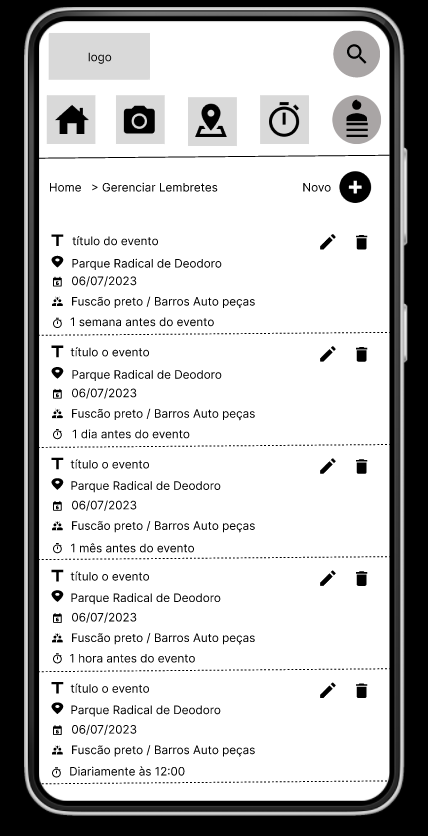 logo
Home > Gerenciar Lembretes
Novo
título do evento
Parque Radical de Deodoro
06/07/2023
Fuscão preto / Barros Auto peças
1 semana antes do evento
título o evento
Parque Radical de Deodoro
06/07/2023
Fuscão preto / Barros Auto peças
1 dia antes do evento
título o evento
Parque Radical de Deodoro
06/07/2023
Fuscão preto / Barros Auto peças
1 mês antes do evento
título o evento
Parque Radical de Deodoro
06/07/2023
Fuscão preto / Barros Auto peças
1 hora antes do evento
título o evento
Parque Radical de Deodoro
06/07/2023
Fuscão preto / Barros Auto peças
Diariamente às 12:00